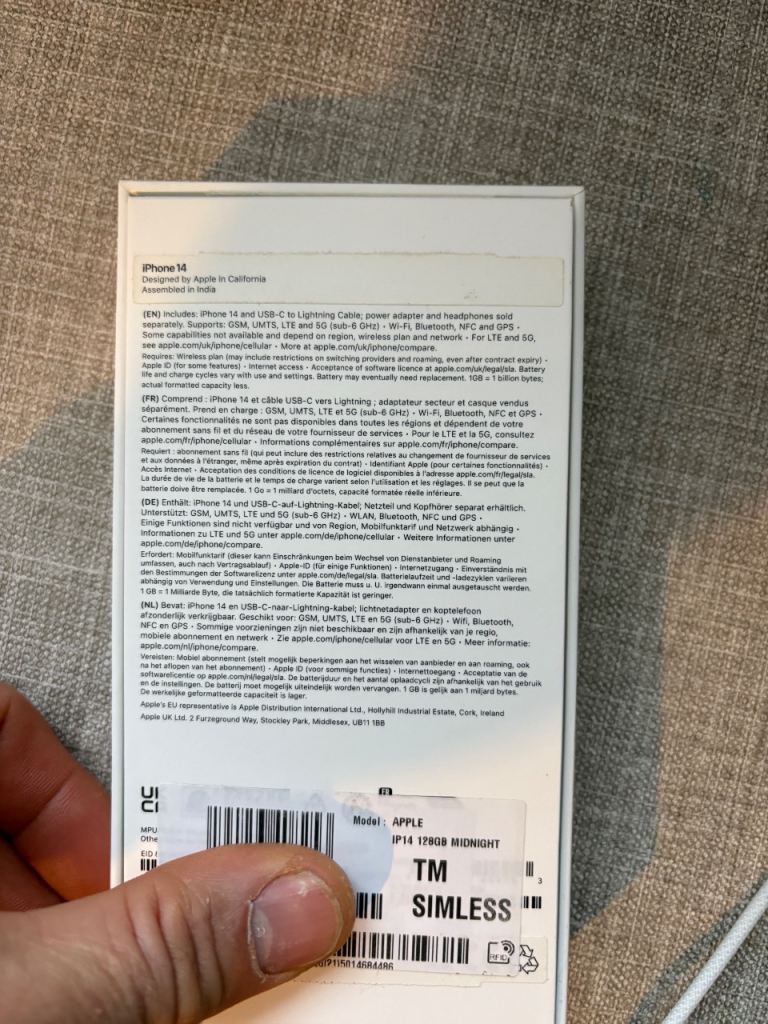 iPhone 14
Designed by Apple in California
Assembled in India
(EN) Includes: iPhone 14 and USB-C to Lightning Cable; power adapter and headphones sold
separately. Supports: GSM, UMTS, LTE and 5G (sub-6 GHz) • Wi-Fi, Bluetooth, NFC and GPS •
Some capabilities not available and depend on region, wireless plan and network • For LTE and 5G,
see apple.com/uk/iphone/cellular • More at apple.com/uk/iphone/compare.
Requires: Wireless plan (may include restrictions on switching providers and roaming, even after contract expiry) •
Apple ID (for some features) • Internet access • Acceptance of software licence at apple.com/uk/legal/sla. Battery
life and charge cycles vary with use and settings. Battery may eventually need replacement. 1GB = 1 billion bytes;
actual formatted capacity less.
(FR) Comprend : iPhone 14 et câble USB-C vers Lightning ; adaptateur secteur et casque vendus
séparément. Prend en charge : GSM, UMTS, LTE et 5G (sub-6 GHz) • Wi-Fi, Bluetooth, NFC et GPS •
Certaines fonctionnalités ne sont pas disponibles dans toutes les régions et dépendent de votre
abonnement sans fil et du réseau de votre fournisseur de services • Pour le LTE et la 5G, consultez
apple.com/fr/iphone/cellular • Informations complémentaires sur apple.com/fr/iphone/compare.
Requiert : abonnement sans fil (qui peut inclure des restrictions relatives au changement de fournisseur de services
et aux données à l'étranger, même après expiration du contrat) • Identifiant Apple (pour certaines fonctionnalités) •
Accès Internet • Acceptation des conditions de licence de logiciel disponibles à l'adresse apple.com/fr/legal/sla.
La durée de vie de la batterie et le temps de charge varient selon l'utilisation et les réglages. Il se peut que la
batterie doive être remplacée. 1 Go = 1 milliard d'octets, capacité formatée réelle inférieure.
(DE) Enthält: iPhone 14 und USB-C-auf-Lightning-Kabel; Netzteil und Kopfhörer separat erhältlich.
Unterstützt: GSM, UMTS, LTE und 5G (sub-6 GHz) • WLAN, Bluetooth, NFC und GPS •
Einige Funktionen sind nicht verfügbar und von Region, Mobilfunktarif und Netzwerk abhängig •
Informationen zu LTE und 5G unter apple.com/de/iphone/cellular • Weitere Informationen unter
apple.com/de/iphone/compare.
Erfordert: Mobilfunktarif (dieser kann Einschränkungen beim Wechsel von Dienstanbieter und Roaming
umfassen, auch nach Vertragsablauf) • Apple-ID (für einige Funktionen) • Internetzugang • Einverständnis mit
den Bestimmungen der Softwarelizenz unter apple.com/de/legal/sla. Batterielaufzeit und -ladezyklen variieren
abhängig von Verwendung und Einstellungen. Die Batterie muss u. U. irgendwann einmal ausgetauscht werden.
1 GB = 1 Milliarde Byte, die tatsächlich formatierte Kapazität ist geringer.
(NL) Bevat: iPhone 14 en USB-C-naar-Lightning-kabel; lichtnetadapter en koptelefoon
afzonderlijk verkrijgbaar. Geschikt voor: GSM, UMTS, LTE en 5G (sub-6 GHz) • Wifi, Bluetooth,
NFC en GPS • Sommige voorzieningen zijn niet beschikbaar en zijn afhankelijk van je regio,
mobiele abonnement en netwerk • Zie apple.com/iphone/cellular voor LTE en 5G • Meer informatie:
apple.com/nl/iphone/compare.
Vereisten: Mobiel abonnement (stelt mogelijk beperkingen aan het wisselen van aanbieder en aan roaming, ook
na het aflopen van het abonnement) • Apple ID (voor sommige functies) • Internettoegang • Acceptatie van de
softwarelicentie op apple.com/nl/legal/sla. De batterijduur en het aantal oplaadcycli zijn afhankelijk van het gebruik
en de instellingen. De batterij moet mogelijk uiteindelijk worden vervangen. 1 GB is gelijk aan 1 miljard bytes.
De werkelijke geformatteerde capaciteit is lager.
Apple's EU representative is Apple Distribution International Ltd., Hollyhill Industrial Estate, Cork, Ireland
Apple UK Ltd. 2 Furzeground Way, Stockley Park, Middlesex, UB11 1BB
FR
Model : APPLE
IP14 128GB MIDNIGHT
MPU
Othe
EID
TM
3
SIMLESS
RFID